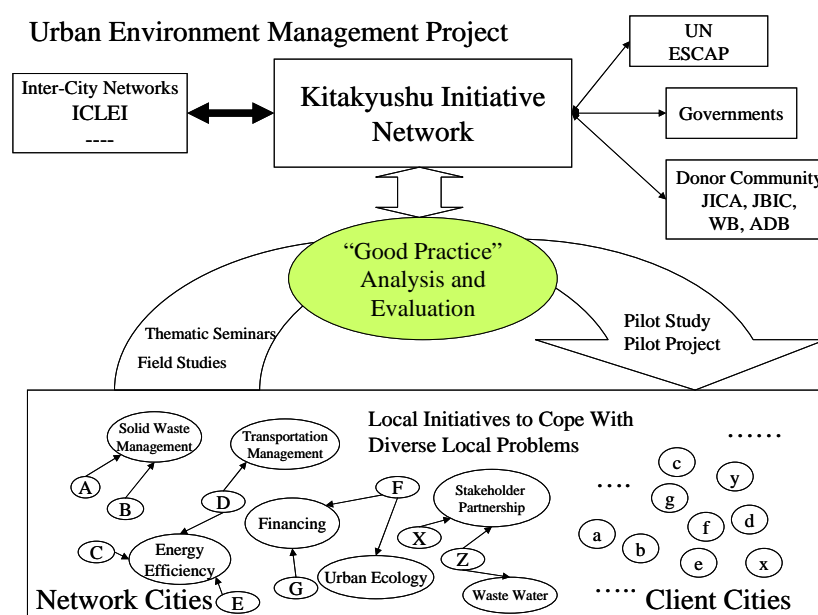 Urban Environment Management Project
UN
ESCAP
Inter-City Networks
ICLEI
----
Kitakyushu Initiative
Network
Governments
Donor Community
JICA, JBIC,
WB, ADB
“Good Practice”
Analysis and
Evaluation
Thematic Seminars
Field Studies
Pilot Study
Pilot Project
Local Initiatives to Cope With
Diverse Local Problems
Solid Waste
Management
Transportation
Management
A
B
C
D
E
Energy
Efficiency
Financing
F
G
Urban Ecology
Stakeholder
Partnership
X
Z
Waste Water
Network Cities
......
c
y
....
g
f
d
a
b
e
x
.....
Client Cities